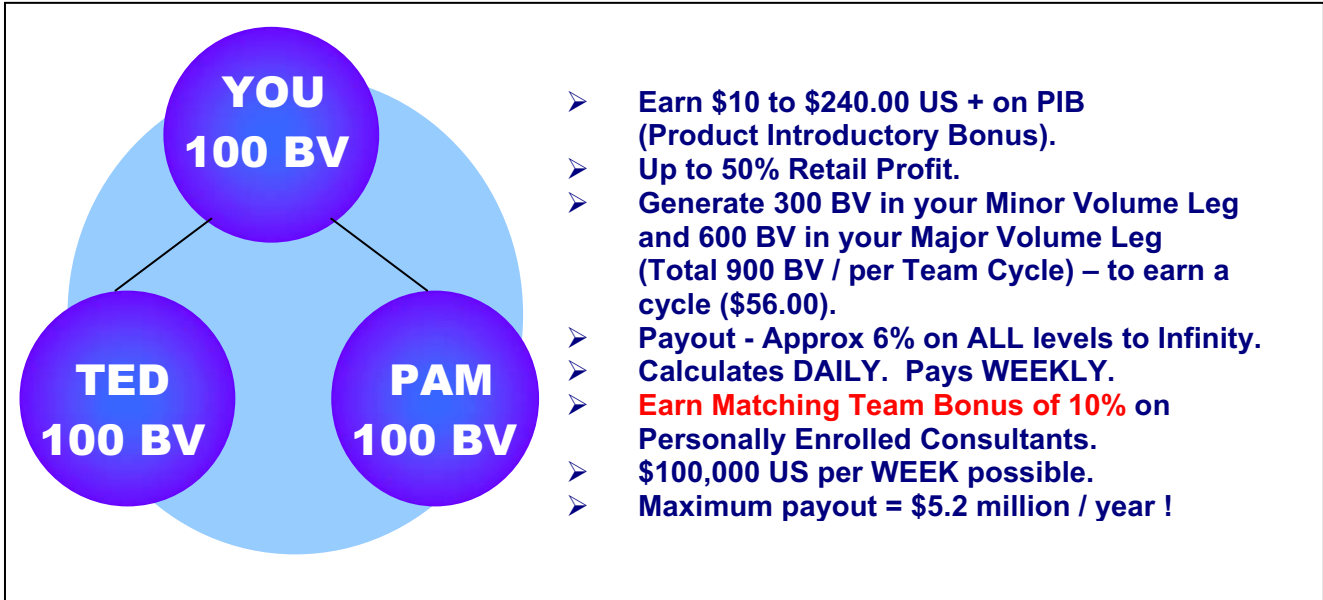 YOU
100 BV
TED
100 BV
PAM
100 BV
➢ Earn $10 to $240.00 US + on PIB
(Product Introductory Bonus).
➢ Up to 50% Retail Profit.
➢ Generate 300 BV in your Minor Volume Leg
and 600 BV in your Major Volume Leg
(Total 900 BV / per Team Cycle) – to earn a
cycle ($56.00).
➢ Payout - Approx 6% on ALL levels to Infinity.
➢ Calculates DAILY. Pays WEEKLY.
➢ Earn Matching Team Bonus of 10% on
Personally Enrolled Consultants.
➢ $100,000 US per WEEK possible.
➢ Maximum payout = $5.2 million / year !